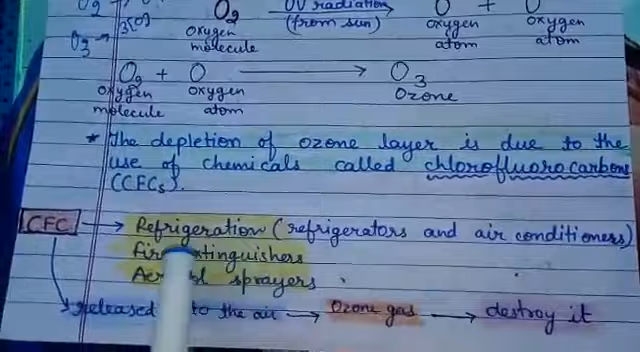 O2 O2 UV radiation O + O
O3 → 3(O) oxygen (from sun) oxygen oxygen
molecule atom atom
O2 + O → O3
oxygen oxygen Ozone
molecule atom
* The depletion of ozone layer is due to the
use of chemicals called chlorofluorocarbons
(CFCs).
CFC → Refrigeration (refrigerators and air conditioners)
extinguishers
sprayers
released to the air → Ozone gas → destroy it